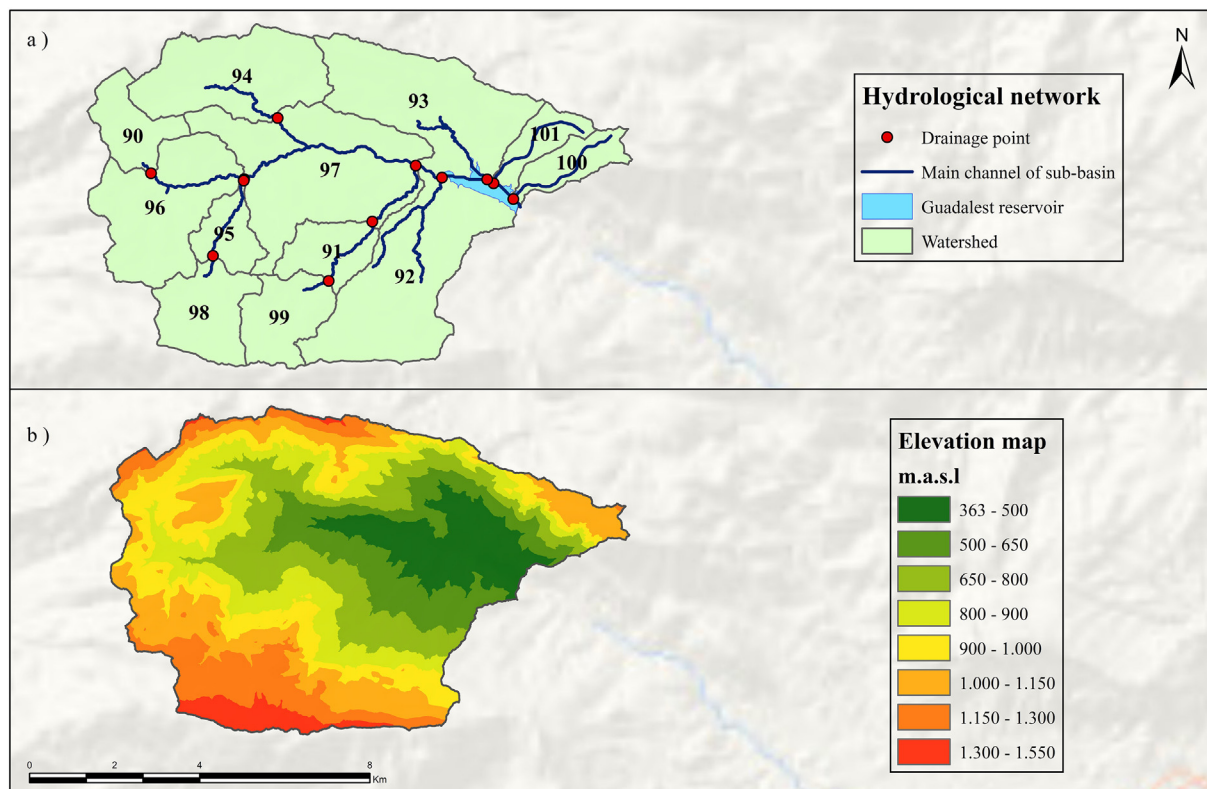 a )
N
94
93
90
101
100
97
96
95
91
92
98
99
Hydrological network
Drainage point
Main channel of sub-basin
Guadalest reservoir
Watershed
b )
Elevation map
m.a.s.l
363 - 500
500 - 650
650 - 800
800 - 900
900 - 1.000
1.000 - 1.150
1.150 - 1.300
1.300 - 1.550
0 2 4 8
Km